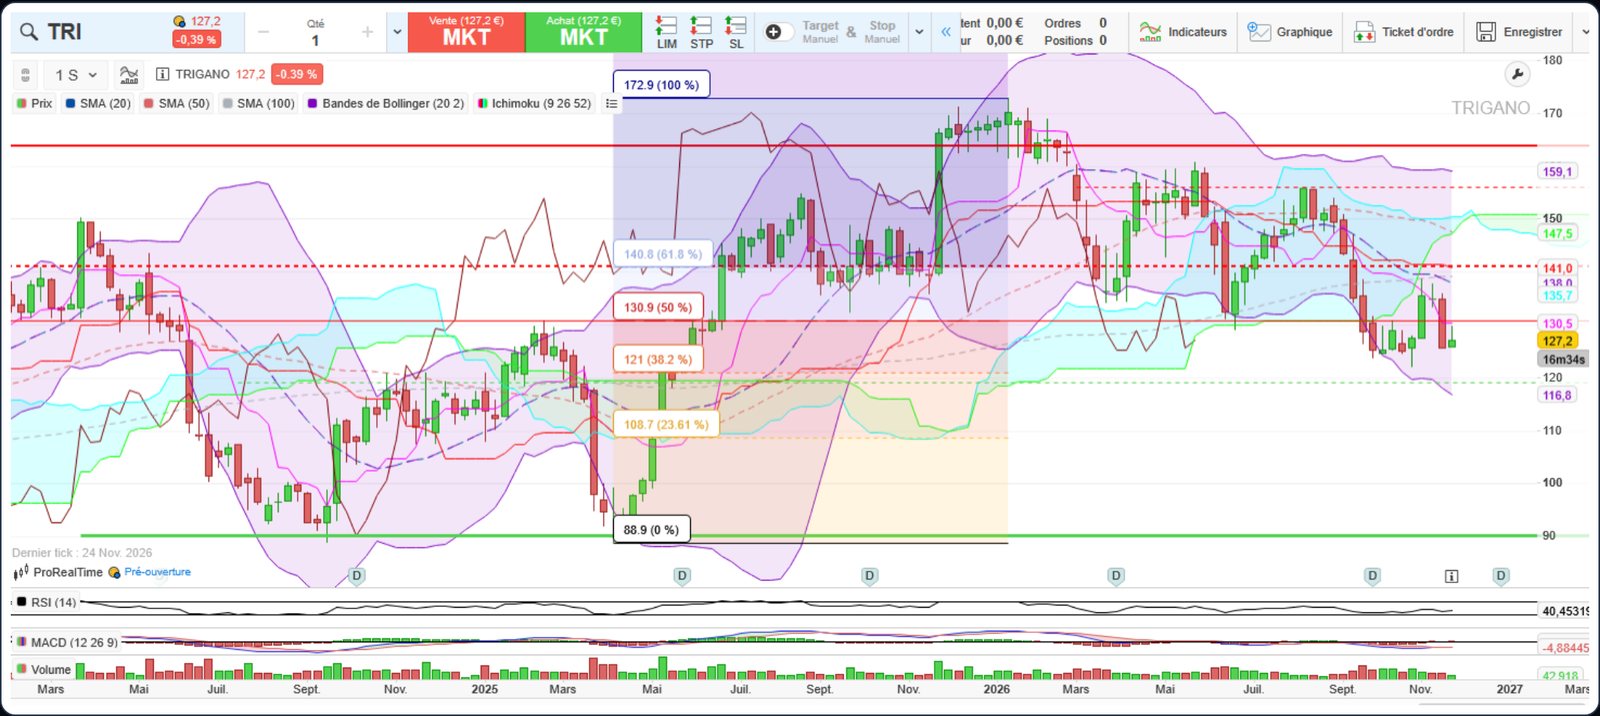 TRI
127,2
-0,39 %
Qté
1
Vente (127,2 €)
MKT
Achat (127,2 €)
MKT
LIM
STP
SL
Target
Manuel
&
Stop
Manuel
0,00 €
0,00 €
Ordres 0
Positions 0
Indicateurs
Graphique
Ticket d'ordre
Enregistrer
1 S
TRIGANO 127,2 -0.39 %
Prix
SMA (20)
SMA (50)
SMA (100)
Bandes de Bollinger (20 2)
Ichimoku (9 26 52)
TRIGANO
172.9 (100 %)
140.8 (61.8 %)
130.9 (50 %)
121 (38.2 %)
108.7 (23.61 %)
88.9 (0 %)
180
170
159,1
150
147,5
141,0
138,0
135,7
130,5
127,2
16m34s
120
116,8
110
100
90
Dernier tick : 24 Nov. 2026
ProRealTime
Pré-ouverture
D
D
D
D
D
D
RSI (14)
40,45319
MACD (12 26 9)
-4,88445
Volume
42 918
Mars
Mai
Juil.
Sept.
Nov.
2025
Mars
Mai
Juil.
Sept.
Nov.
2026
Mars
Mai
Juil.
Sept.
Nov.
2027
Mars